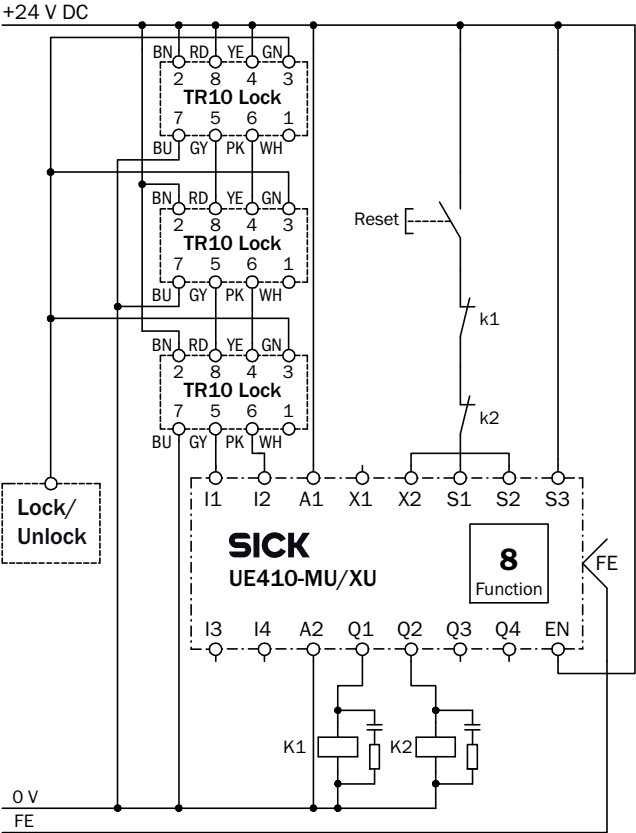 +24 V DC
BN RD YE GN
2 8 4 3
TR10 Lock
7 5 6 1
BU GY PK WH
BN RD YE GN
2 8 4 3
TR10 Lock
7 5 6 1
BU GY PK WH
BN RD YE GN
2 8 4 3
TR10 Lock
7 5 6 1
BU GY PK WH
Reset
k1
k2
Lock/
Unlock
I1 I2 A1 X1 X2 S1 S2 S3
SICK
UE410-MU/XU
8
Function
FE
I3 I4 A2 Q1 Q2 Q3 Q4 EN
K1 K2
0 V
FE